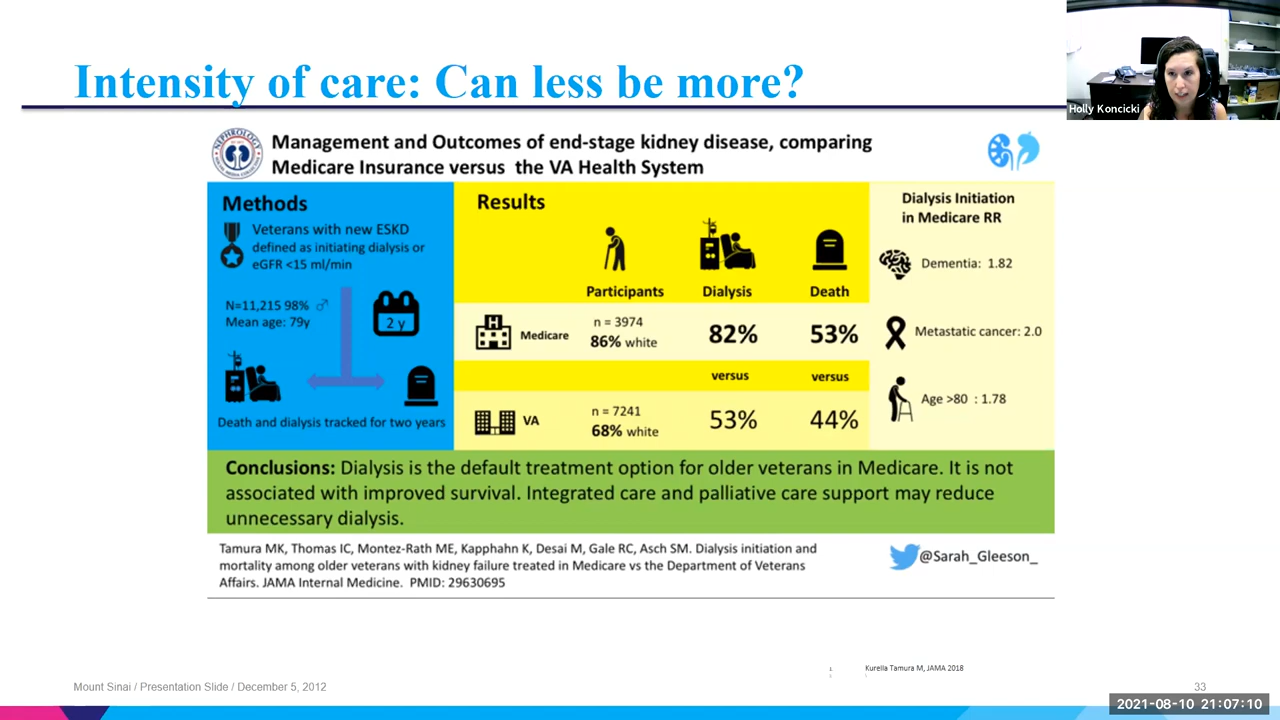 Intensity of care: Can less be more?
Holly Koncicki
Management and Outcomes of end-stage kidney disease, comparing
Medicare Insurance versus the VA Health System
Methods
Veterans with new ESKD
defined as initiating dialysis or
eGFR <15 ml/min
N=11,215 98% ♂
Mean age: 79y
2 y
Death and dialysis tracked for two years
Results
Participants
Dialysis
Death
H
Medicare
n = 3974
86% white
82%
53%
versus
versus
VA
n = 7241
68% white
53%
44%
Dialysis Initiation
in Medicare RR
Dementia: 1.82
Metastatic cancer: 2.0
Age >80 : 1.78
Conclusions: Dialysis is the default treatment option for older veterans in Medicare. It is not
associated with improved survival. Integrated care and palliative care support may reduce
unnecessary dialysis.
Tamura MK, Thomas IC, Montez-Rath ME, Kapphahn K, Desai M, Gale RC, Asch SM. Dialysis initiation and
mortality among older veterans with kidney failure treated in Medicare vs the Department of Veterans
Affairs. JAMA Internal Medicine. PMID: 29630695
@Sarah_Gleeson_
Kurella Tamura M, JAMA 2018
Mount Sinai / Presentation Slide / December 5, 2012
33
2021-08-10 21:07:10